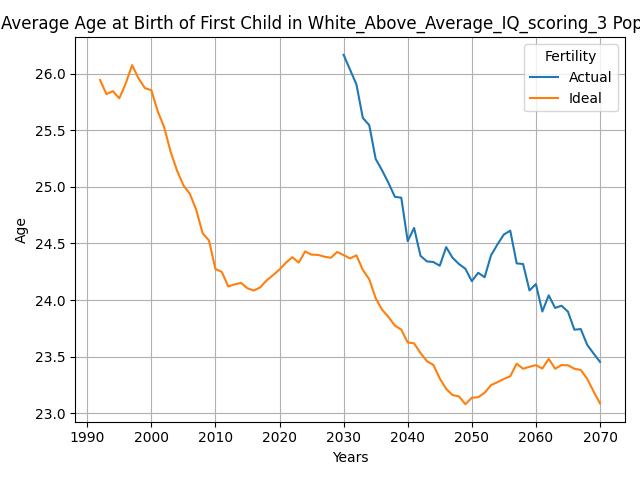 Average Age at Birth of First Child in White_Above_Average_IQ_scoring_3 Pop
Fertility
Actual
Ideal
26.0
25.5
25.0
24.5
24.0
23.5
23.0
Age
1990 2000 2010 2020 2030 2040 2050 2060 2070
Years